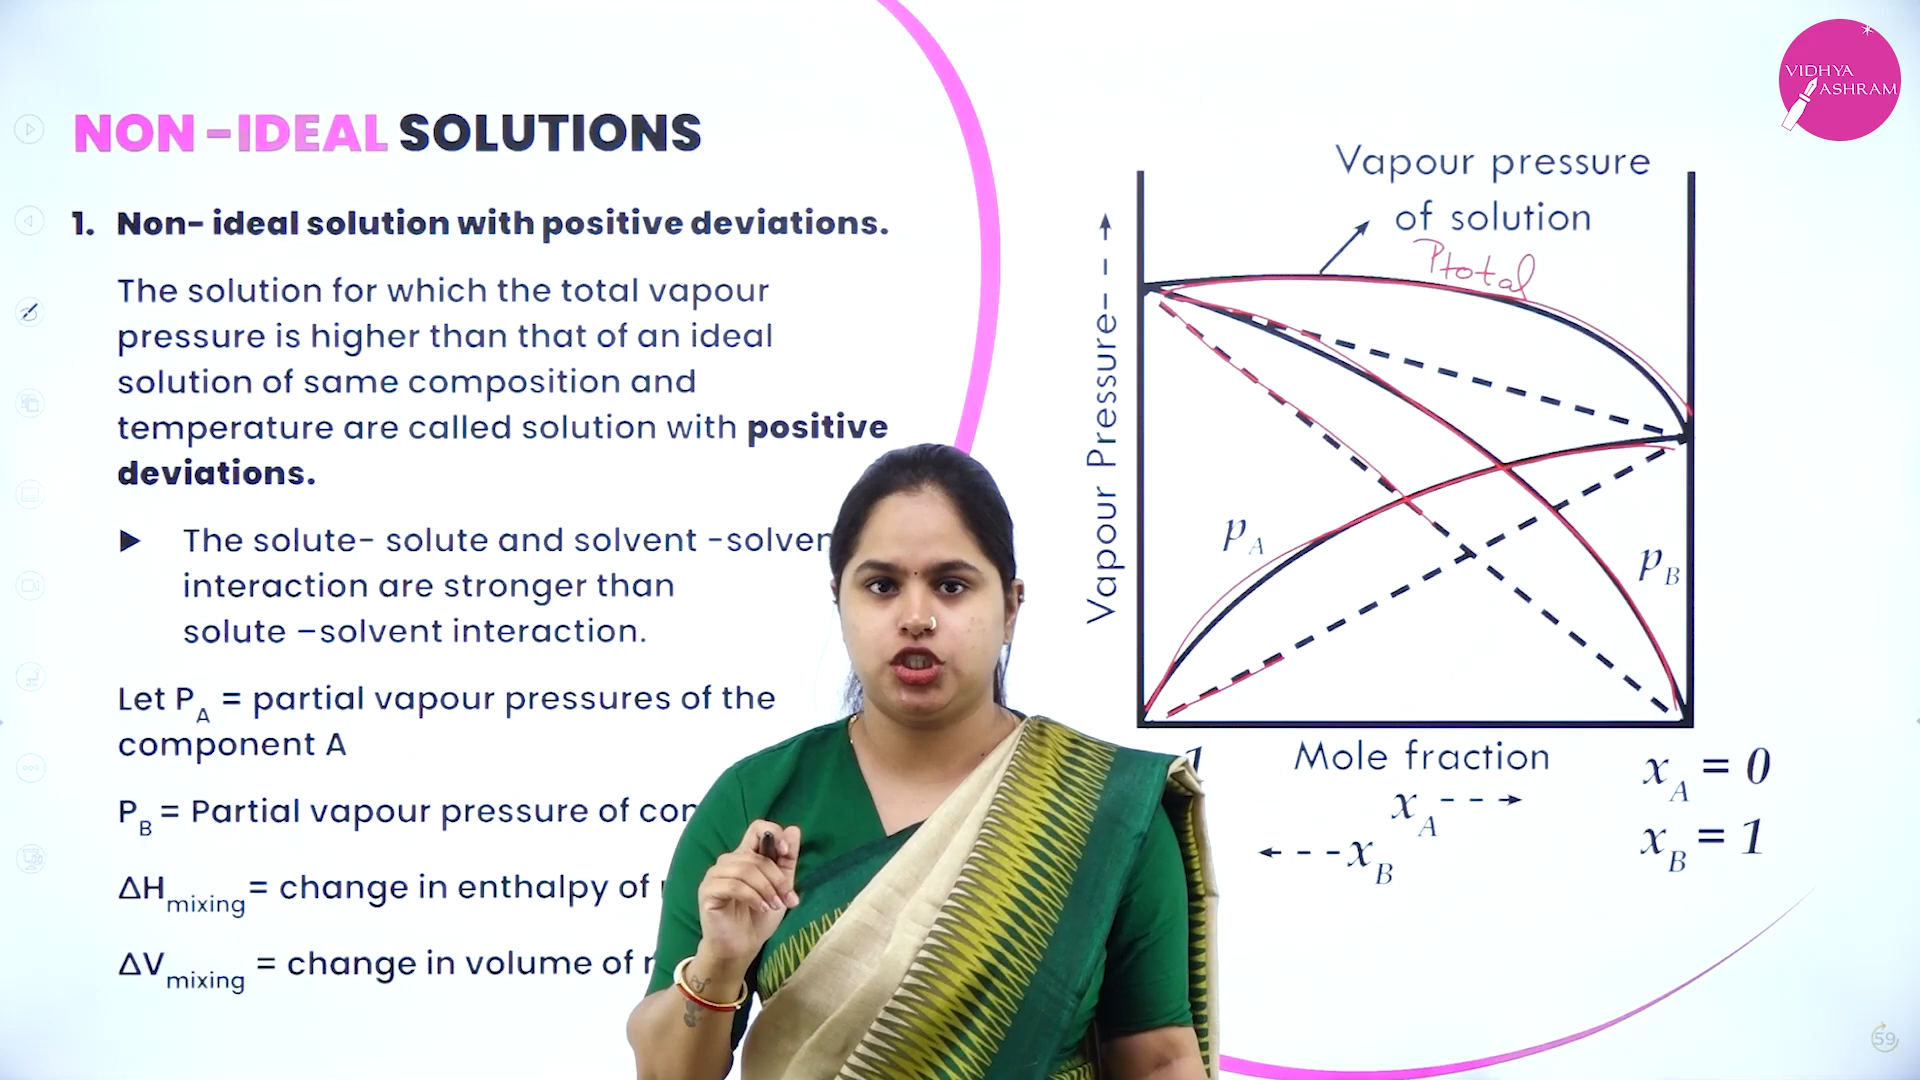 NON-IDEAL SOLUTIONS
1. Non- ideal solution with positive deviations.
The solution for which the total vapour
pressure is higher than that of an ideal
solution of same composition and
temperature are called solution with positive
deviations.
The solute- solute and solvent -solven
interaction are stronger than
solute –solvent interaction.
Let PA = partial vapour pressures of the
component A
PB = Partial vapour pressure of con
ΔHmixing = change in enthalpy of
ΔVmixing = change in volume of
VIDHYA
ASHRAM
Vapour pressure
of solution
Ptotal
Vapour Pressure
pA
pB
1
Mole fraction
xA
xB
xA = 0
xB = 1
59